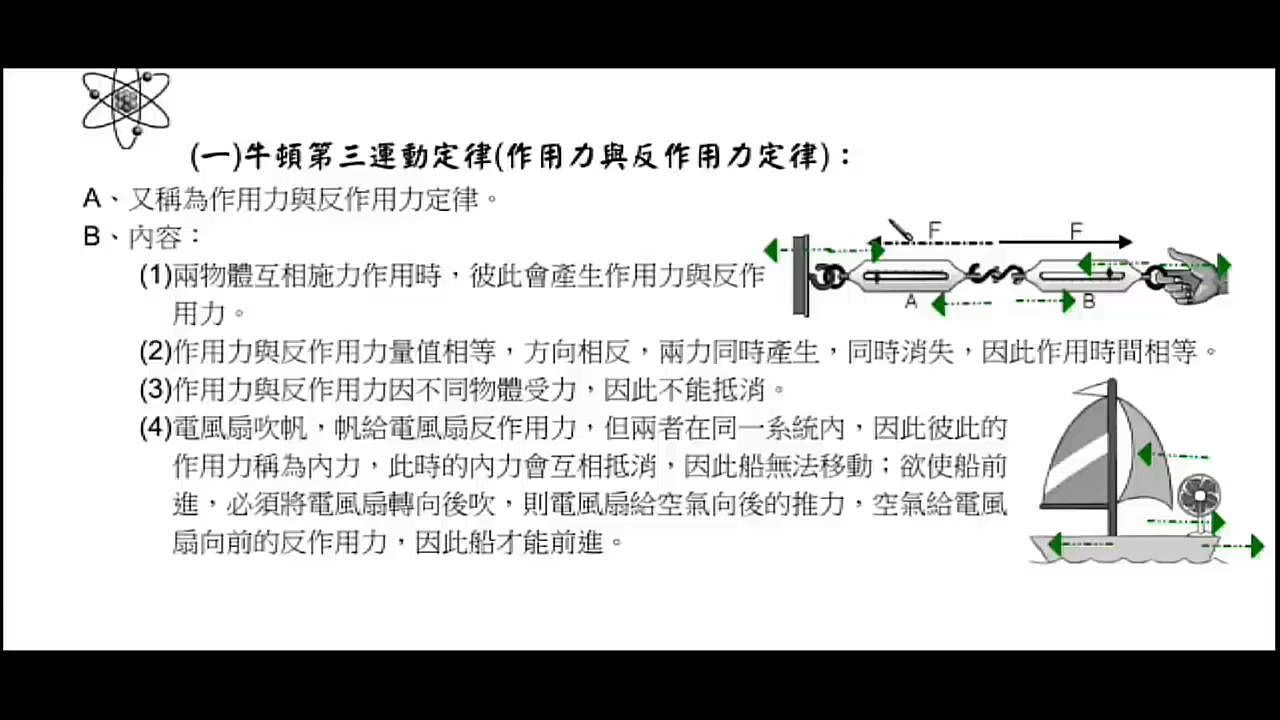 (一)牛頓第三運動定律(作用力與反作用力定律)：
A、又稱為作用力與反作用力定律。
B、內容：
(1)兩物體互相施力作用時，彼此會產生作用力與反作
用力。
F
F
A
B
(2)作用力與反作用力量值相等，方向相反，兩力同時產生，同時消失，因此作用時間相等。
(3)作用力與反作用力因不同物體受力，因此不能抵消。
(4)電風扇吹帆，帆給電風扇反作用力，但兩者在同一系統內，因此彼此的
作用力稱為內力，此時的內力會互相抵消，因此船無法移動；欲使船前
進，必須將電風扇轉向後吹，則電風扇給空氣向後的推力，空氣給電風
扇向前的反作用力，因此船才能前進。